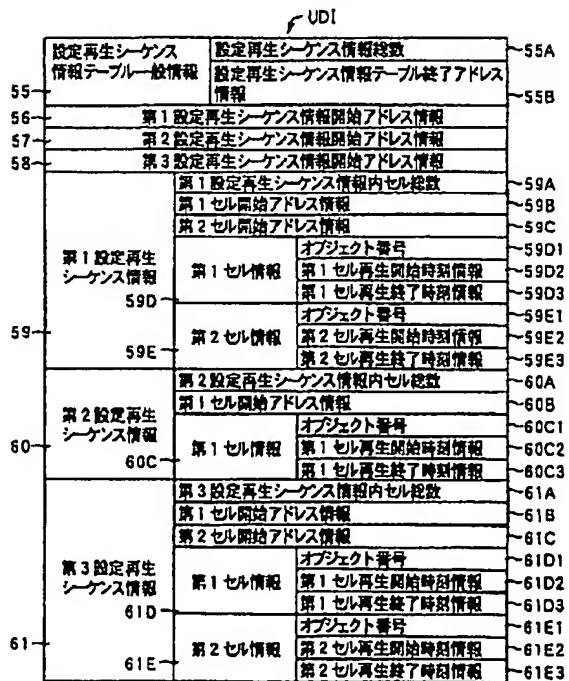 UDI
設定再生シーケンス
情報テーブル一般情報
設定再生シーケンス情報総数
55A
設定再生シーケンス情報テーブル終了アドレス
情報
55B
55
56
第1設定再生シーケンス情報開始アドレス情報
57
第2設定再生シーケンス情報開始アドレス情報
58
第3設定再生シーケンス情報開始アドレス情報
第1設定再生シーケンス情報内セル総数
59A
第1セル開始アドレス情報
59B
第2セル開始アドレス情報
59C
第1設定再生
シーケンス情報
59
第1セル情報
59D
オブジェクト番号
59D1
第1セル再生開始時刻情報
59D2
第1セル再生終了時刻情報
59D3
第2セル情報
59E
オブジェクト番号
59E1
第2セル再生開始時刻情報
59E2
第2セル再生終了時刻情報
59E3
第2設定再生シーケンス情報内セル総数
60A
第1セル開始アドレス情報
60B
第2設定再生
シーケンス情報
60
第1セル情報
60C
オブジェクト番号
60C1
第1セル再生開始時刻情報
60C2
第1セル再生終了時刻情報
60C3
第3設定再生シーケンス情報内セル総数
61A
第1セル開始アドレス情報
61B
第2セル開始アドレス情報
61C
第3設定再生
シーケンス情報
61
第1セル情報
61D
オブジェクト番号
61D1
第1セル再生開始時刻情報
61D2
第1セル再生終了時刻情報
61D3
第2セル情報
61E
オブジェクト番号
61E1
第2セル再生開始時刻情報
61E2
第2セル再生終了時刻情報
61E3